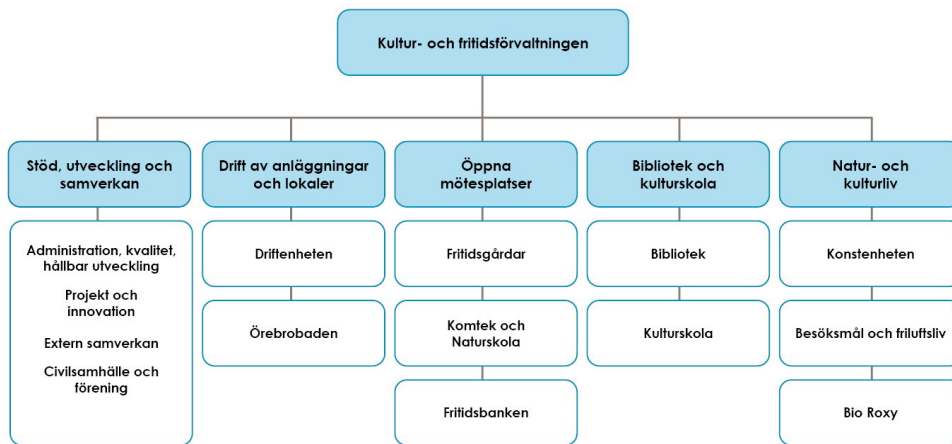 Kultur- och fritidsförvaltningen
Stöd, utveckling och
samverkan
Administration, kvalitet,
hållbar utveckling
Projekt och
innovation
Extern samverkan
Civilsamhälle och
förening
Drift av anläggningar
och lokaler
Driftenheten
Örebrobaden
Öppna
mötesplatser
Fritidsgårdar
Komtek och
Naturskola
Fritidsbanken
Bibliotek och
kulturskola
Bibliotek
Kulturskola
Natur- och
kulturliv
Konstenheten
Besöksmål och friluftsliv
Bio Roxy